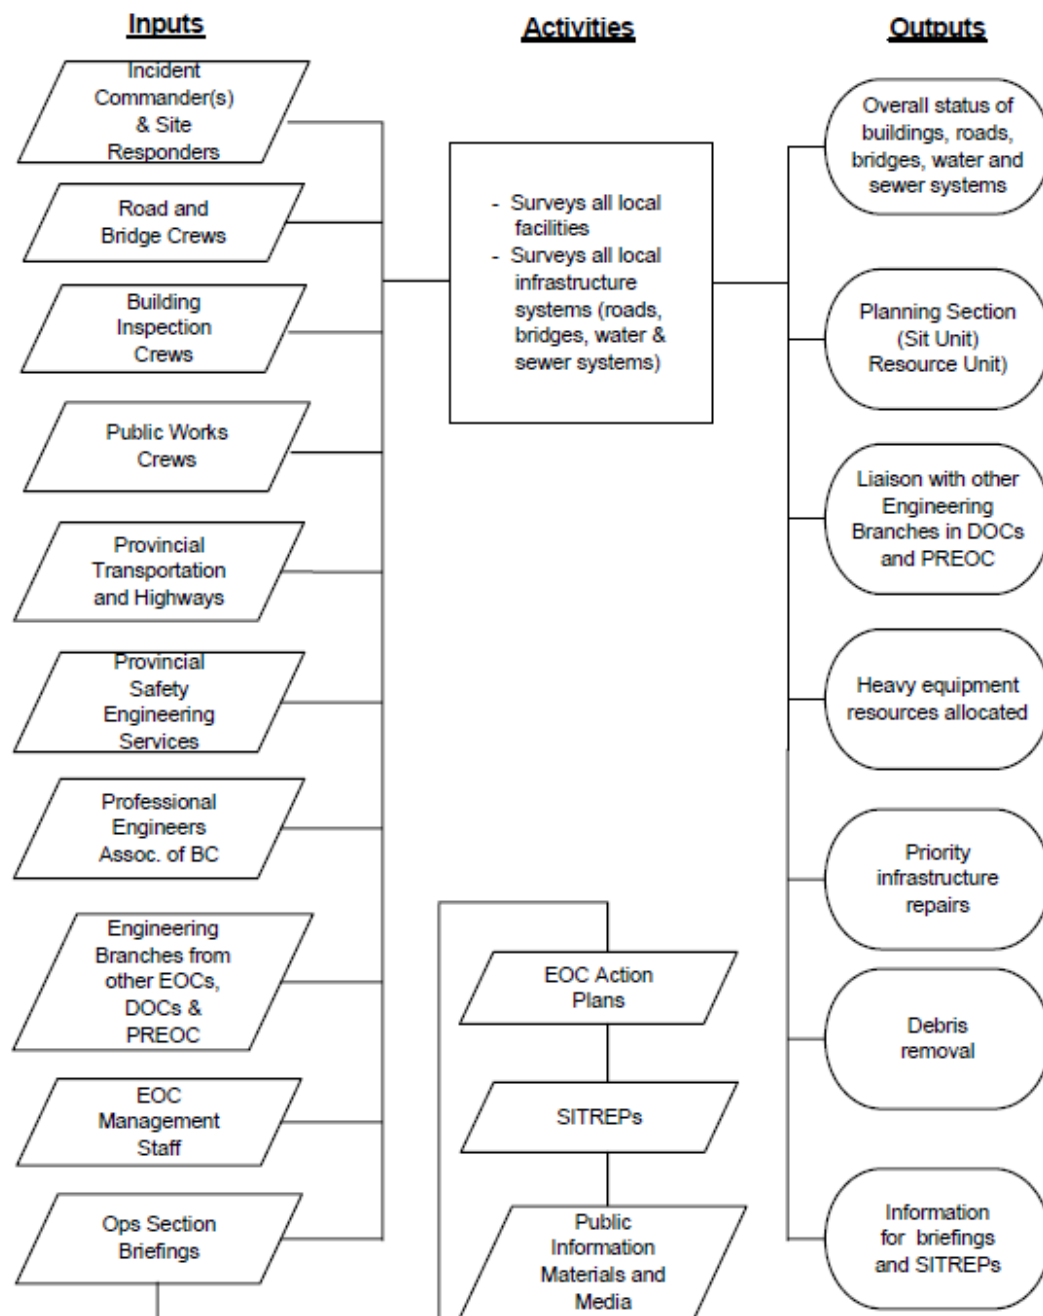 Inputs
Activities
Outputs
Incident
Commander(s)
& Site
Responders
Road and
Bridge Crews
Building
Inspection
Crews
Public Works
Crews
Provincial
Transportation
and Highways
Provincial
Safety
Engineering
Services
Professional
Engineers
Assoc. of BC
Engineering
Branches from
other EOCs,
DOCs &
PREOC
EOC
Management
Staff
Ops Section
Briefings
- Surveys all local
facilities
- Surveys all local
infrastructure
systems (roads,
bridges, water &
sewer systems)
EOC Action
Plans
SITREPs
Public
Information
Materials and
Media
Overall status of
buildings, roads,
bridges, water and
sewer systems
Planning Section
(Sit Unit)
Resource Unit)
Liaison with other
Engineering
Branches in DOCs
and PREOC
Heavy equipment
resources allocated
Priority
infrastructure
repairs
Debris
removal
Information
for briefings
and SITREPs